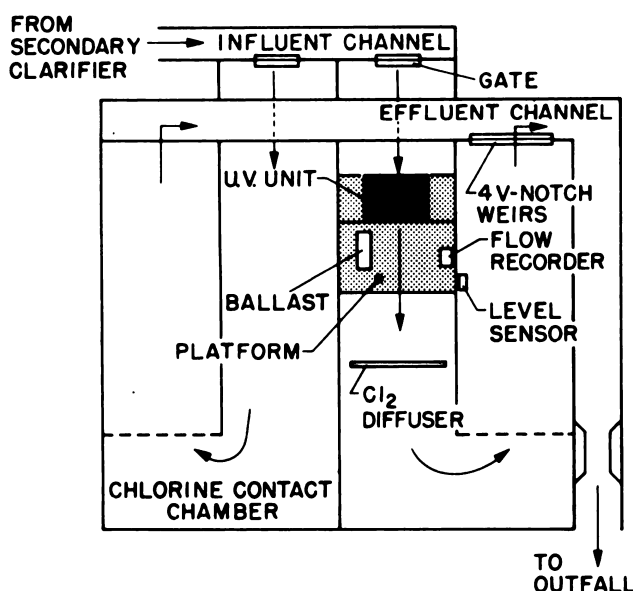 FROM
SECONDARY
CLARIFIER
INFLUENT CHANNEL
GATE
EFFLUENT CHANNEL
U.V. UNIT
4 V-NOTCH
WEIRS
FLOW
RECORDER
BALLAST
LEVEL
SENSOR
PLATFORM
Cl2
DIFFUSER
CHLORINE CONTACT
CHAMBER
TO
OUTFALL